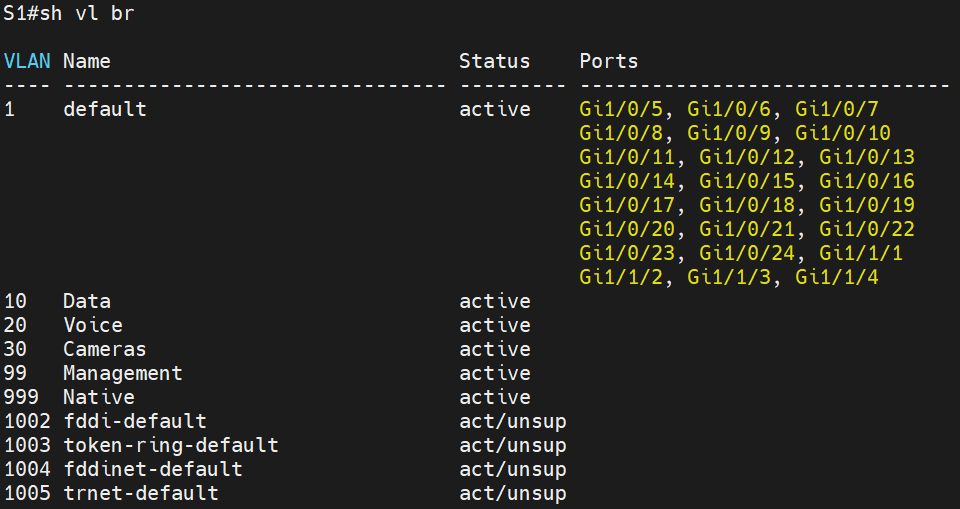 S1#sh vl br
VLAN Name                             Status    Ports
---- -------------------------------- --------- -------------------------------
1    default                          active    Gi1/0/5, Gi1/0/6, Gi1/0/7
                                                Gi1/0/8, Gi1/0/9, Gi1/0/10
                                                Gi1/0/11, Gi1/0/12, Gi1/0/13
                                                Gi1/0/14, Gi1/0/15, Gi1/0/16
                                                Gi1/0/17, Gi1/0/18, Gi1/0/19
                                                Gi1/0/20, Gi1/0/21, Gi1/0/22
                                                Gi1/0/23, Gi1/0/24, Gi1/1/1
                                                Gi1/1/2, Gi1/1/3, Gi1/1/4
10   Data                             active
20   Voice                            active
30   Cameras                          active
99   Management                       active
999  Native                           active
1002 fddi-default                     act/unsup
1003 token-ring-default               act/unsup
1004 fddinet-default                  act/unsup
1005 trnet-default                    act/unsup